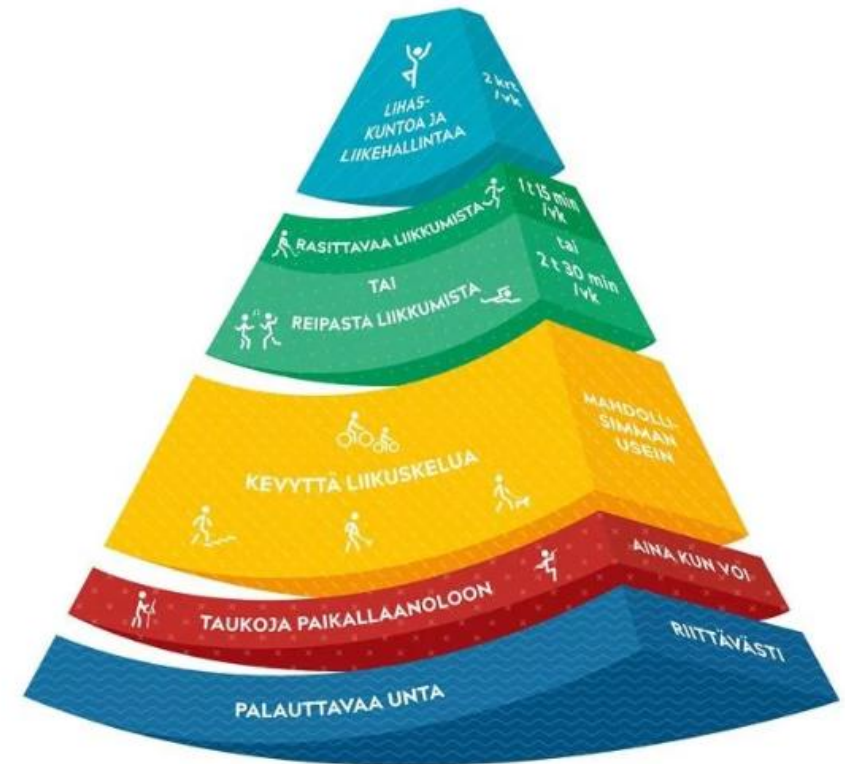 LIHAS-
KUNTOA JA
LIIKEHALLINTAA
2 krt
/vk
RASITTAVAA LIIKKUMISTA
1 t 15 min
/vk
TAI
REIPASTA LIIKKUMISTA
tai
2 t 30 min
/vk
KEVYTTÄ LIIKUSKELUA
MAHDOLLI-
SIMMAN
USEIN
TAUKOJA PAIKALLAANOLOON
AINA KUN VOI
PALAUTTAVAA UNTA
RIITTÄVÄSTI